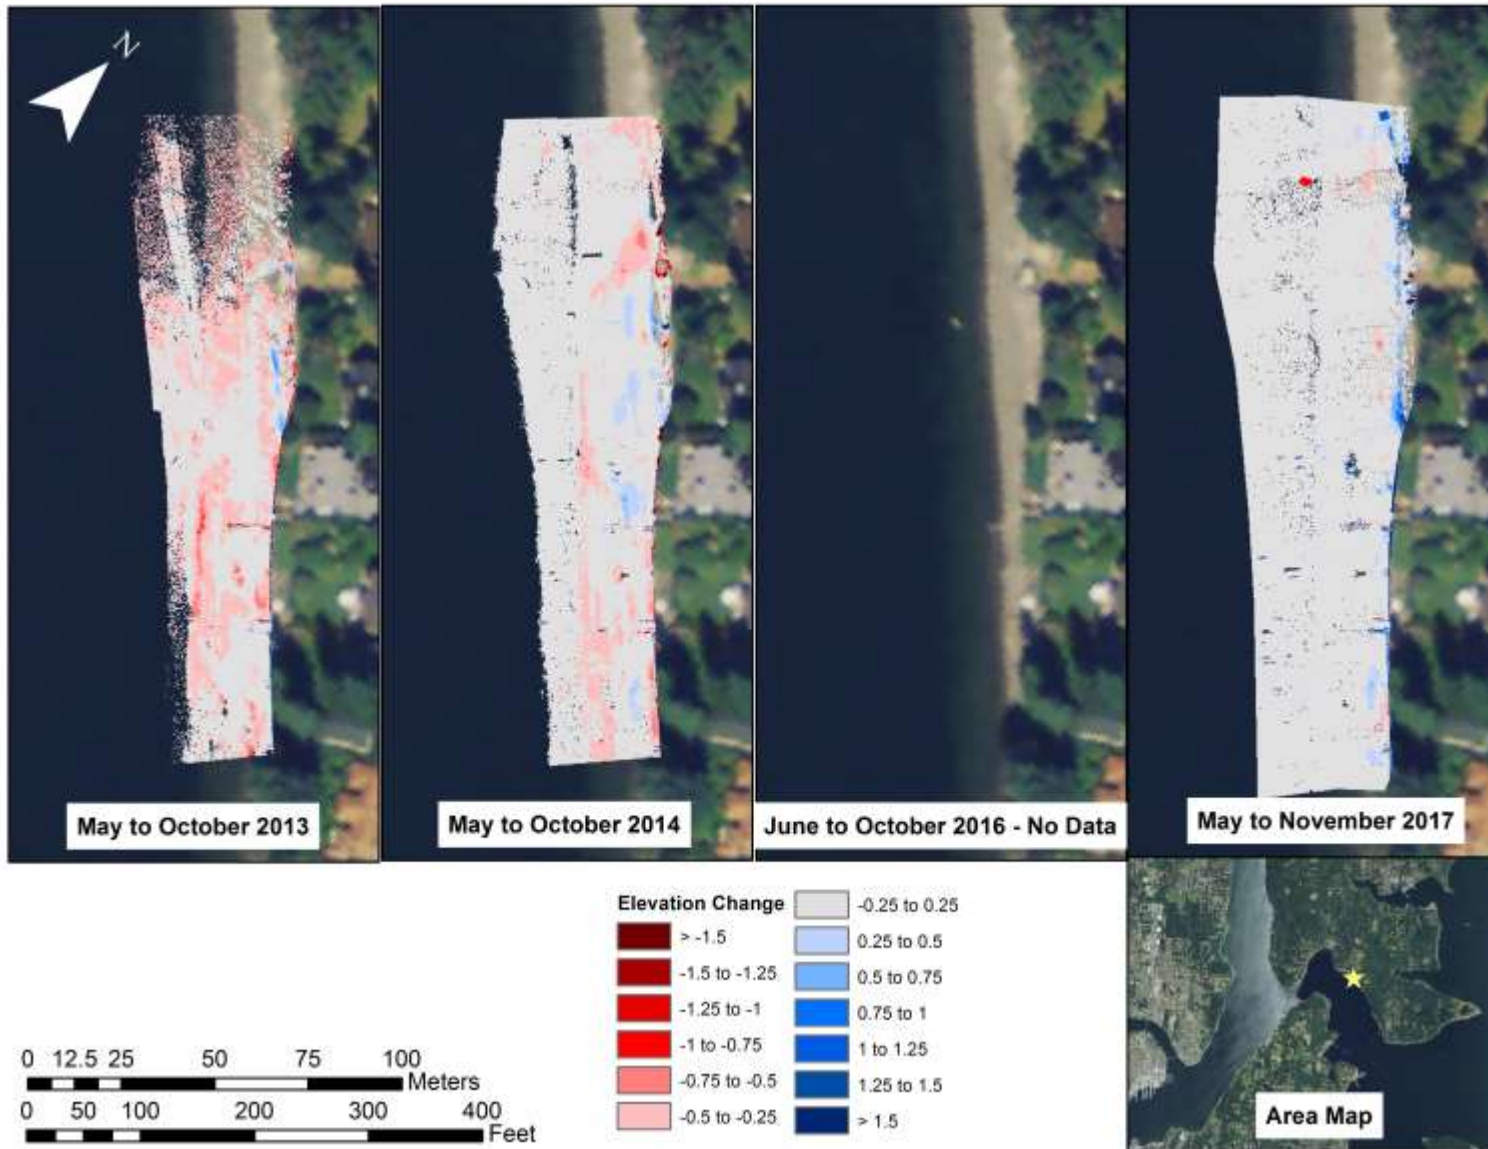 N
May to October 2013
May to October 2014
June to October 2016 - No Data
May to November 2017
Elevation Change
> -1.5
-1.5 to -1.25
-1.25 to -1
-1 to -0.75
-0.75 to -0.5
-0.5 to -0.25
-0.25 to 0.25
0.25 to 0.5
0.5 to 0.75
0.75 to 1
1 to 1.25
1.25 to 1.5
> 1.5
0 12.5 25 50 75 100
Meters
0 50 100 200 300 400
Feet
Area Map